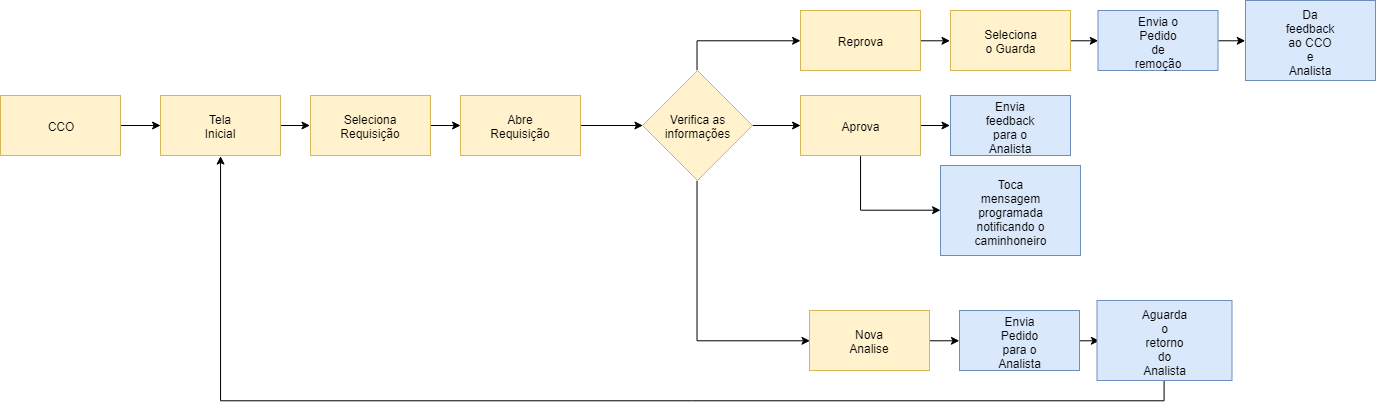 CCO
Tela
Inicial
Seleciona
Requisição
Abre
Requisição
Verifica as
informações
Reprova
Seleciona
o Guarda
Envia o
Pedido
de
remoção
Da
feedback
ao CCO
e
Analista
Aprova
Envia
feedback
para o
Analista
Toca
mensagem
programada
notificando o
caminhoneiro
Nova
Analise
Envia
Pedido
para o
Analista
Aguarda
o
retorno
do
Analista